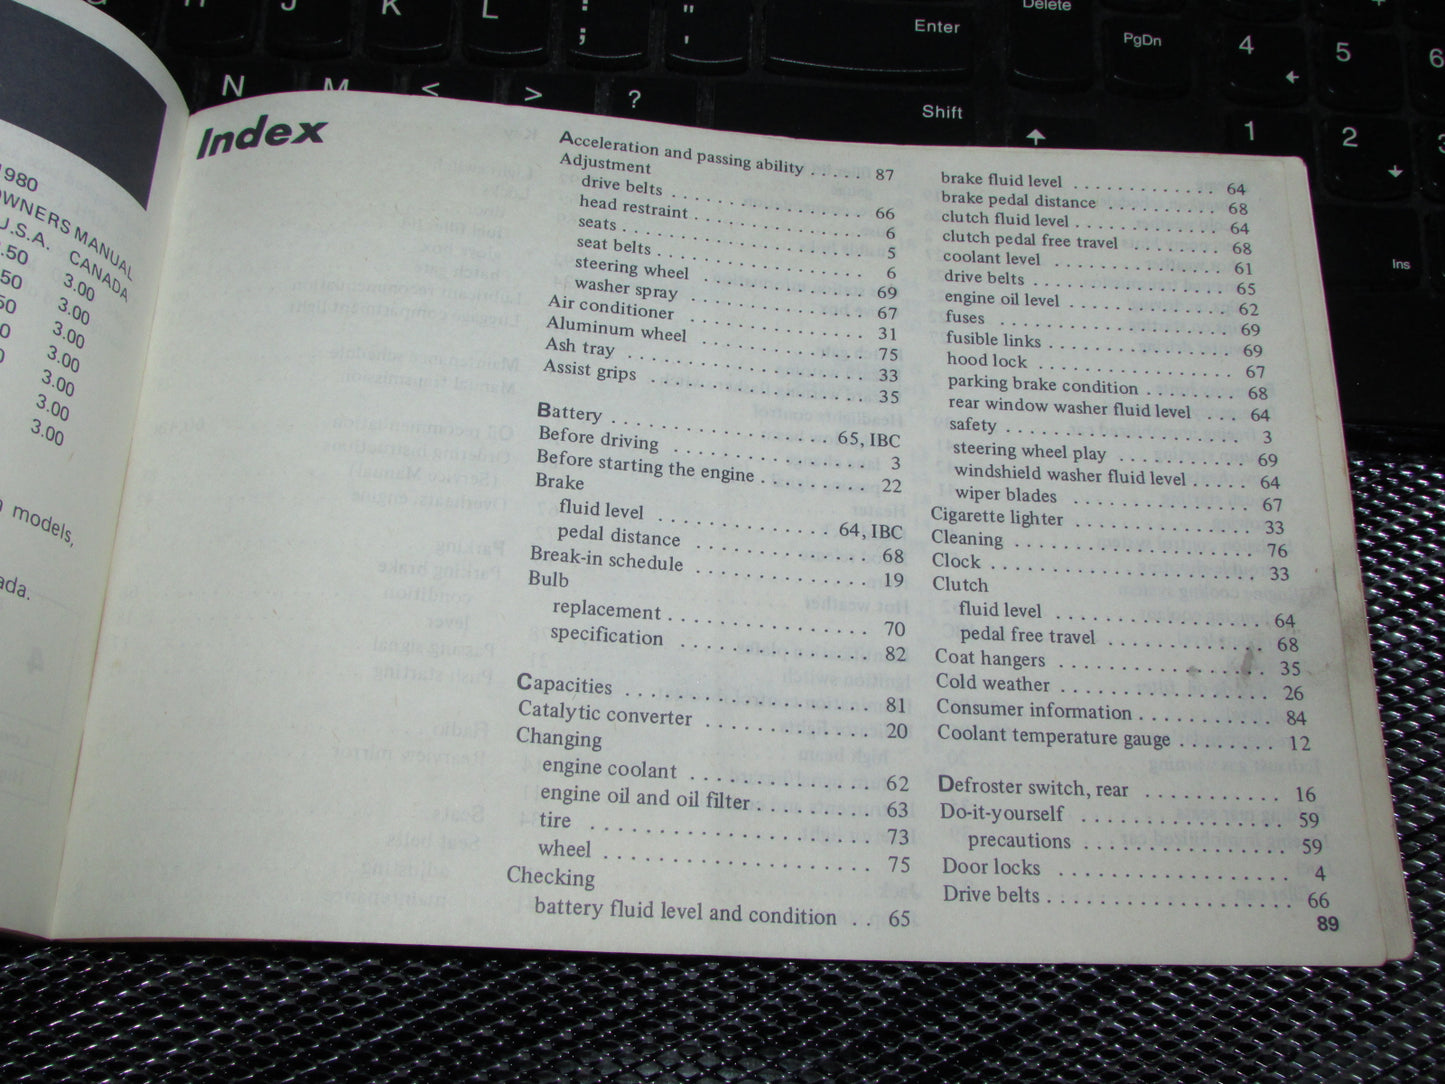 Delete
Enter
PgDn
4
5
6
K
L
;
"
'
N
M
<
>
?
Shift
1
2
3
Ins
1980
OWNERS MANUAL
U.S.A. CANADA
.50 3.00
50 3.00
50 3.00
0 3.00
3.00
3.00
3.00
models,
ada.
Index
Acceleration and passing ability . . . . . . 87
Adjustment
drive belts . . . . . . . . . . . . . . . . 66
head restraint . . . . . . . . . . . . . . 6
seats . . . . . . . . . . . . . . . . . . . . 5
seat belts . . . . . . . . . . . . . . . . . 6
steering wheel . . . . . . . . . . . . . . 69
washer spray . . . . . . . . . . . . . . . 67
Air conditioner . . . . . . . . . . . . . . . 31
Aluminum wheel . . . . . . . . . . . . . . 75
Ash tray . . . . . . . . . . . . . . . . . . . 33
Assist grips . . . . . . . . . . . . . . . . . 35
Battery . . . . . . . . . . . . . . . . . 65, IBC
Before driving . . . . . . . . . . . . . . . . 3
Before starting the engine . . . . . . . . . 22
Brake
fluid level . . . . . . . . . . . . . 64, IBC
pedal distance . . . . . . . . . . . . . . 68
Break-in schedule . . . . . . . . . . . . . . 19
Bulb
replacement . . . . . . . . . . . . . . . 70
specification . . . . . . . . . . . . . . . 82
Capacities . . . . . . . . . . . . . . . . . . 81
Catalytic converter . . . . . . . . . . . . . 20
Changing
engine coolant . . . . . . . . . . . . . . 62
engine oil and oil filter . . . . . . . . . 63
tire . . . . . . . . . . . . . . . . . . . . 73
wheel . . . . . . . . . . . . . . . . . . . 75
Checking
battery fluid level and condition . . 65
brake fluid level . . . . . . . . . . . . 64
brake pedal distance . . . . . . . . . 68
clutch fluid level . . . . . . . . . . . 64
clutch pedal free travel . . . . . . . 68
coolant level . . . . . . . . . . . . . . 61
drive belts . . . . . . . . . . . . . . . 65
engine oil level . . . . . . . . . . . . 62
fuses . . . . . . . . . . . . . . . . . . 69
fusible links . . . . . . . . . . . . . . 69
hood lock . . . . . . . . . . . . . . . 67
parking brake condition . . . . . . . 68
rear window washer fluid level . . . 64
safety . . . . . . . . . . . . . . . . . . 3
steering wheel play . . . . . . . . . . 69
windshield washer fluid level . . . . 64
wiper blades . . . . . . . . . . . . . . 67
Cigarette lighter . . . . . . . . . . . . . . 33
Cleaning . . . . . . . . . . . . . . . . . . . 76
Clock . . . . . . . . . . . . . . . . . . . . . 33
Clutch
fluid level . . . . . . . . . . . . . . . . 64
pedal free travel . . . . . . . . . . . . 68
Coat hangers . . . . . . . . . . . . . . . . 35
Cold weather . . . . . . . . . . . . . . . . 26
Consumer information . . . . . . . . . . 84
Coolant temperature gauge . . . . . . . . 12
Defroster switch, rear . . . . . . . . . . . 16
Do-it-yourself . . . . . . . . . . . . . . . . 59
precautions . . . . . . . . . . . . . . . 59
Door locks . . . . . . . . . . . . . . . . . 4
Drive belts . . . . . . . . . . . . . . . . . . 66
89